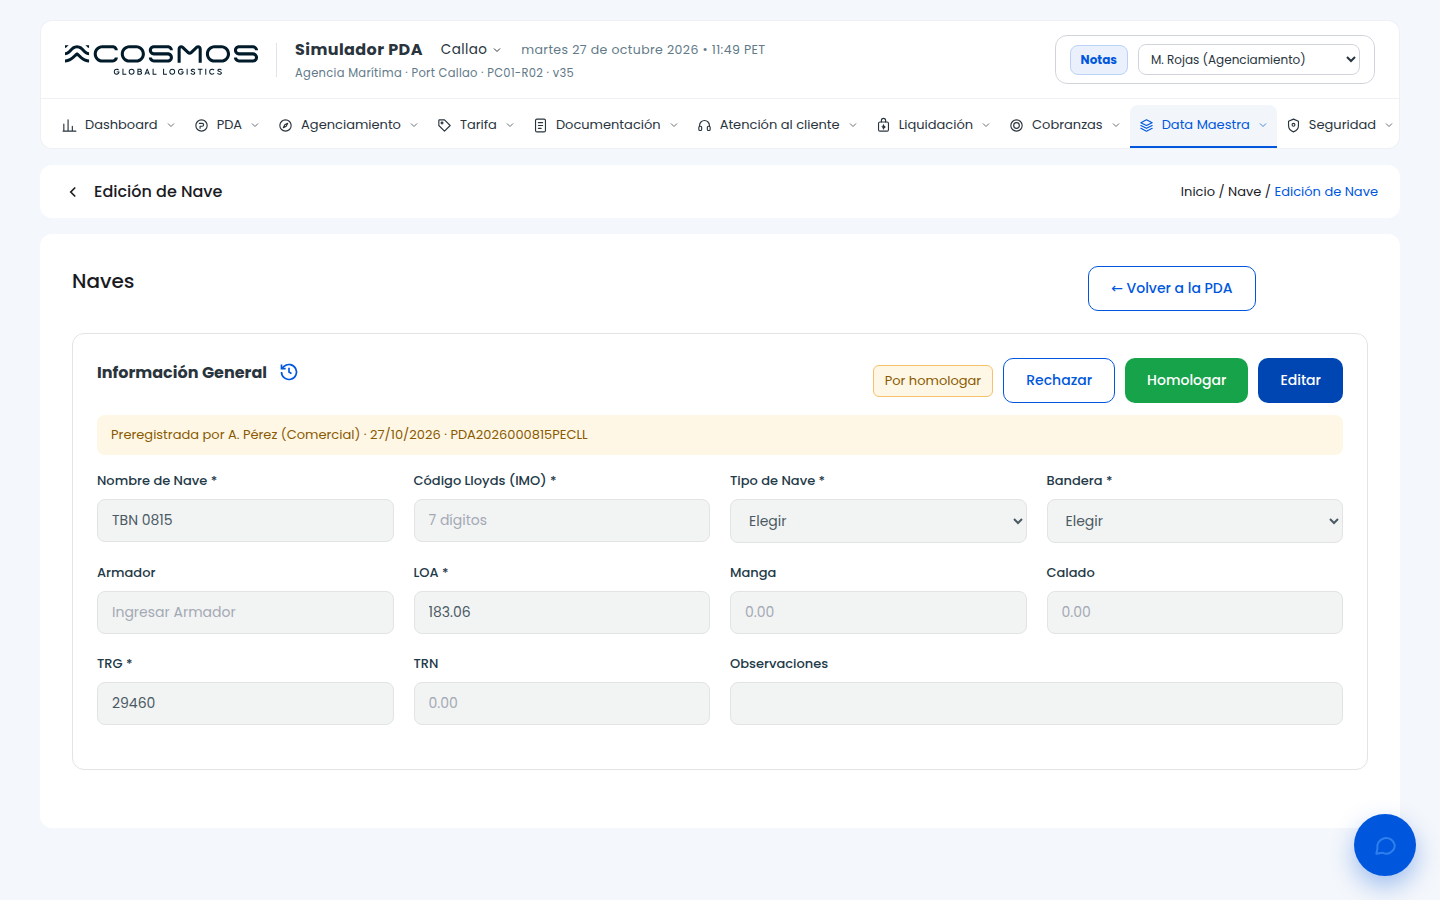 COSMOS
GLOBAL LOGISTICS
Simulador PDA
Callao
martes 27 de octubre 2026 • 11:49 PET
Agencia Marítima · Port Callao · PC01-R02 · v35
Notas
M. Rojas (Agenciamiento)
Dashboard
PDA
Agenciamiento
Tarifa
Documentación
Atención al cliente
Liquidación
Cobranzas
Data Maestra
Seguridad
Edición de Nave
Inicio / Nave / Edición de Nave
Naves
← Volver a la PDA
Información General
Por homologar
Rechazar
Homologar
Editar
Preregistrada por A. Pérez (Comercial) · 27/10/2026 · PDA2026000815PECLL
Nombre de Nave *
Código Lloyds (IMO) *
Tipo de Nave *
Bandera *
TBN 0815
7 dígitos
Elegir
Elegir
Armador
LOA *
Manga
Calado
Ingresar Armador
183.06
0.00
0.00
TRG *
TRN
Observaciones
29460
0.00